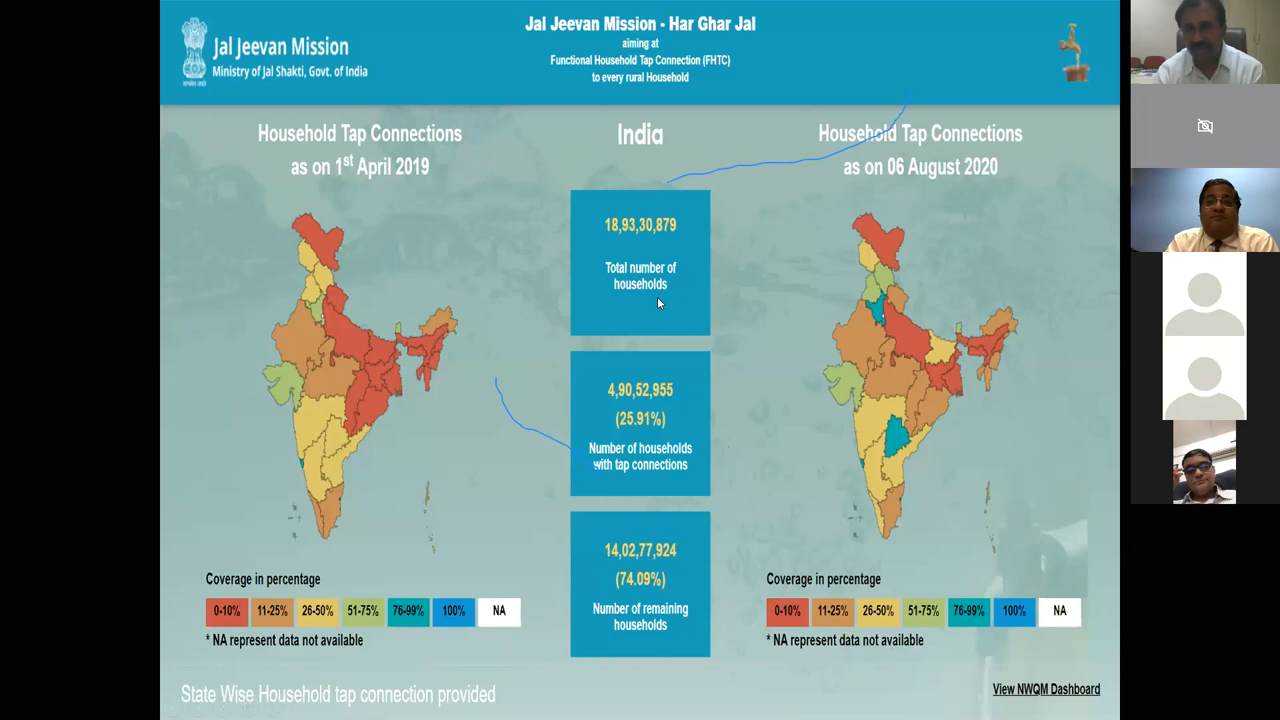 Jal Jeevan Mission
Ministry of Jal Shakti, Govt. of India
Jal Jeevan Mission - Har Ghar Jal
aiming at
Functional Household Tap Connection (FHTC)
to every rural Household
Household Tap Connections
as on 1st April 2019
India
18,93,30,879
Total number of
households
4,90,52,955
(25.91%)
Number of households
with tap connections
14,02,77,924
(74.09%)
Number of remaining
households
Household Tap Connections
as on 06 August 2020
Coverage in percentage
0-10% 11-25% 26-50% 51-75% 76-99% 100% NA
* NA represent data not available
Coverage in percentage
0-10% 11-25% 26-50% 51-75% 76-99% 100% NA
* NA represent data not available
State Wise Household tap connection provided
View NWQM Dashboard